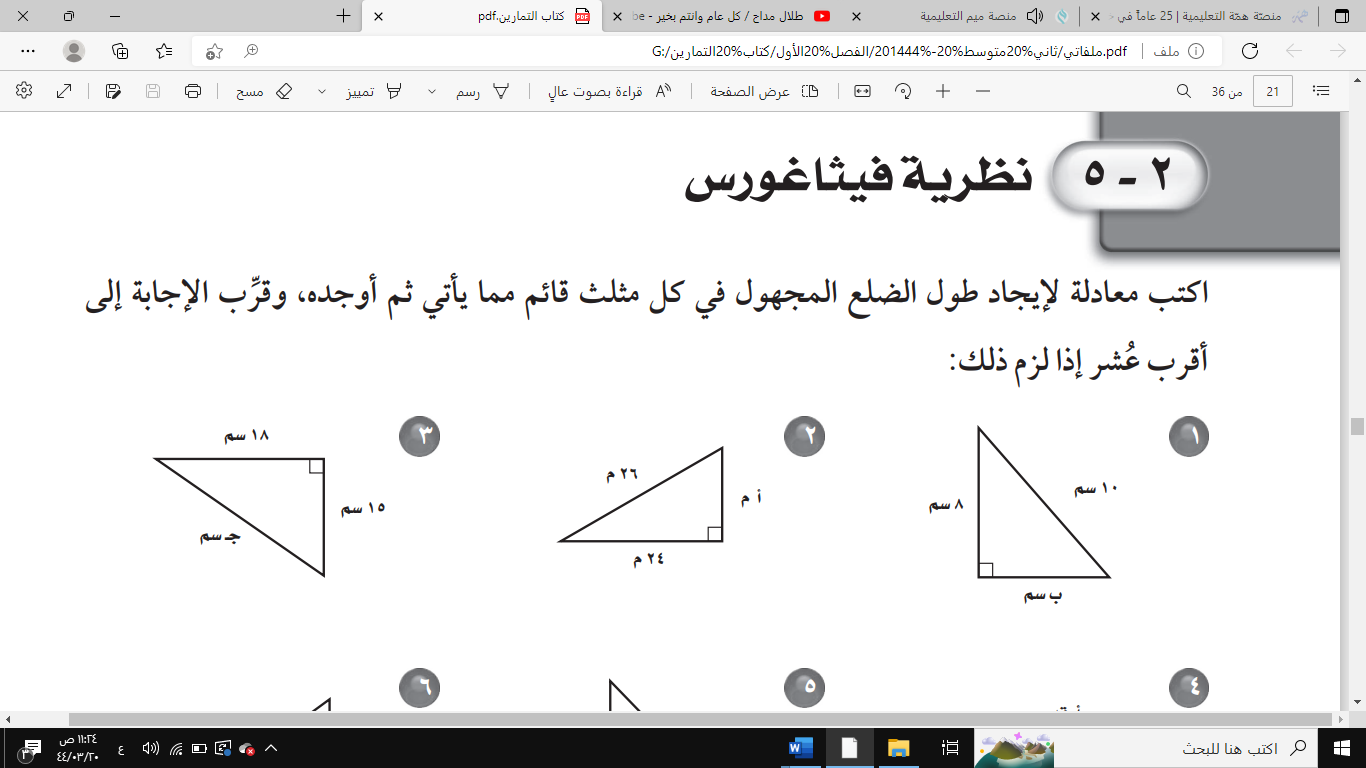 منصّة همّة التعليمية | 25 عاماً في
منصة ميم التعليمية
طلال مداح / كل عام وانتم بخير - be
كتاب التمارين.pdf
ملف
G:/ملفاتي/ثاني%20متوسط%20-%201444/الفصل%20الأول/كتاب%20التمارين.pdf
21 من 36
عرض الصفحة
قراءة بصوت عالٍ
رسم
تمييز
مسح
٢ - ٥ نظرية فيثاغورس
اكتب معادلة لإيجاد طول الضلع المجهول في كل مثلث قائم مما يأتي ثم أوجده، وقرِّب الإجابة إلى
أقرب عُشر إذا لزم ذلك:
١
١٠ سم
٨ سم
ب سم
٢
٢٦ م
أ م
٢٤ م
٣
١٨ سم
١٥ سم
جـ سم
٤
٥
٦
اكتب هنا للبحث
ع
١١:٢٤ ص
٤٤/٠٣/٢٠
٣